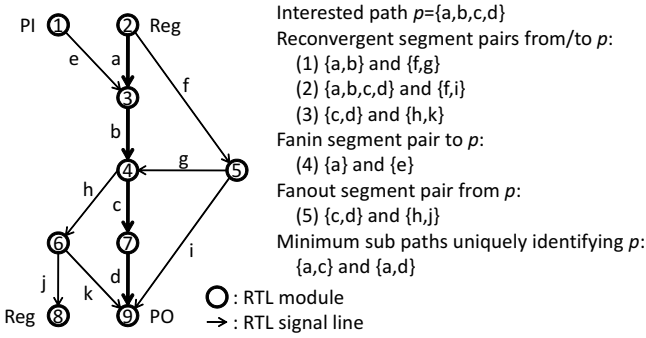 PI 1 2 Reg
e a f
3
b
4 g 5
h c i
6 7
j k d
Reg 8 9 PO
Interested path p={a,b,c,d}
Reconvergent segment pairs from/to p:
(1) {a,b} and {f,g}
(2) {a,b,c,d} and {f,i}
(3) {c,d} and {h,k}
Fanin segment pair to p:
(4) {a} and {e}
Fanout segment pair from p:
(5) {c,d} and {h,j}
Minimum sub paths uniquely identifying p:
{a,c} and {a,d}
: RTL module
: RTL signal line